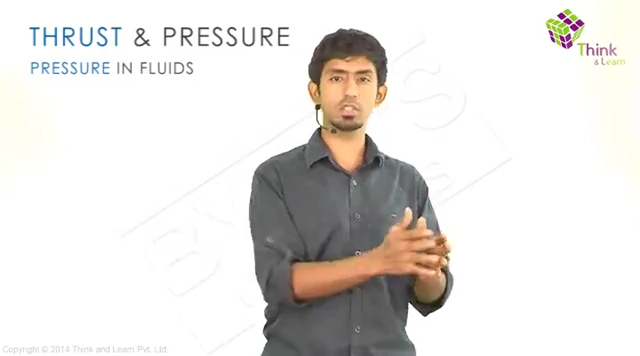 THRUST & PRESSURE
PRESSURE IN FLUIDS
Think
& Learn
Copyright © 2014 Think and Learn Pvt. Ltd.